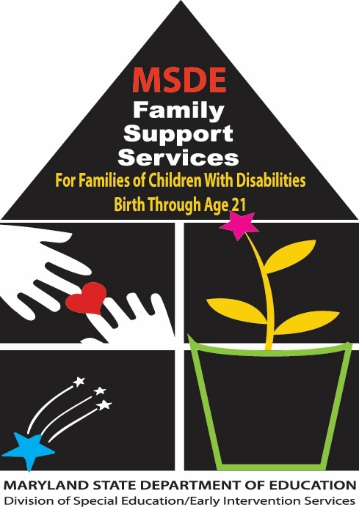 MSDE
Family
Support
Services
For Families of Children With Disabilities
Birth Through Age 21
MARYLAND STATE DEPARTMENT OF EDUCATION
Division of Special Education/Early Intervention Services